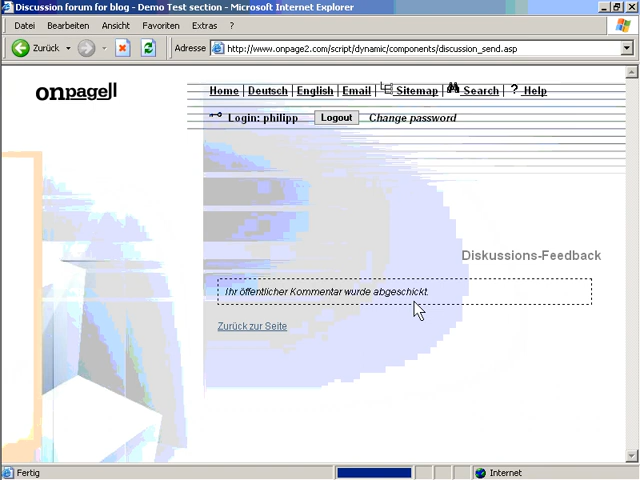 Discussion forum for blog - Demo Test section - Microsoft Internet Explorer
Datei Bearbeiten Ansicht Favoriten Extras ?
Zurück Adresse http://www.onpage2.com/script/dynamic/components/discussion_send.asp
onpage
Home | Deutsch | English | Email | Sitemap | Search | ? Help
Login: philipp Logout Change password
Diskussions-Feedback
Ihr öffentlicher Kommentar wurde abgeschickt.
Zurück zur Seite
Fertig Internet